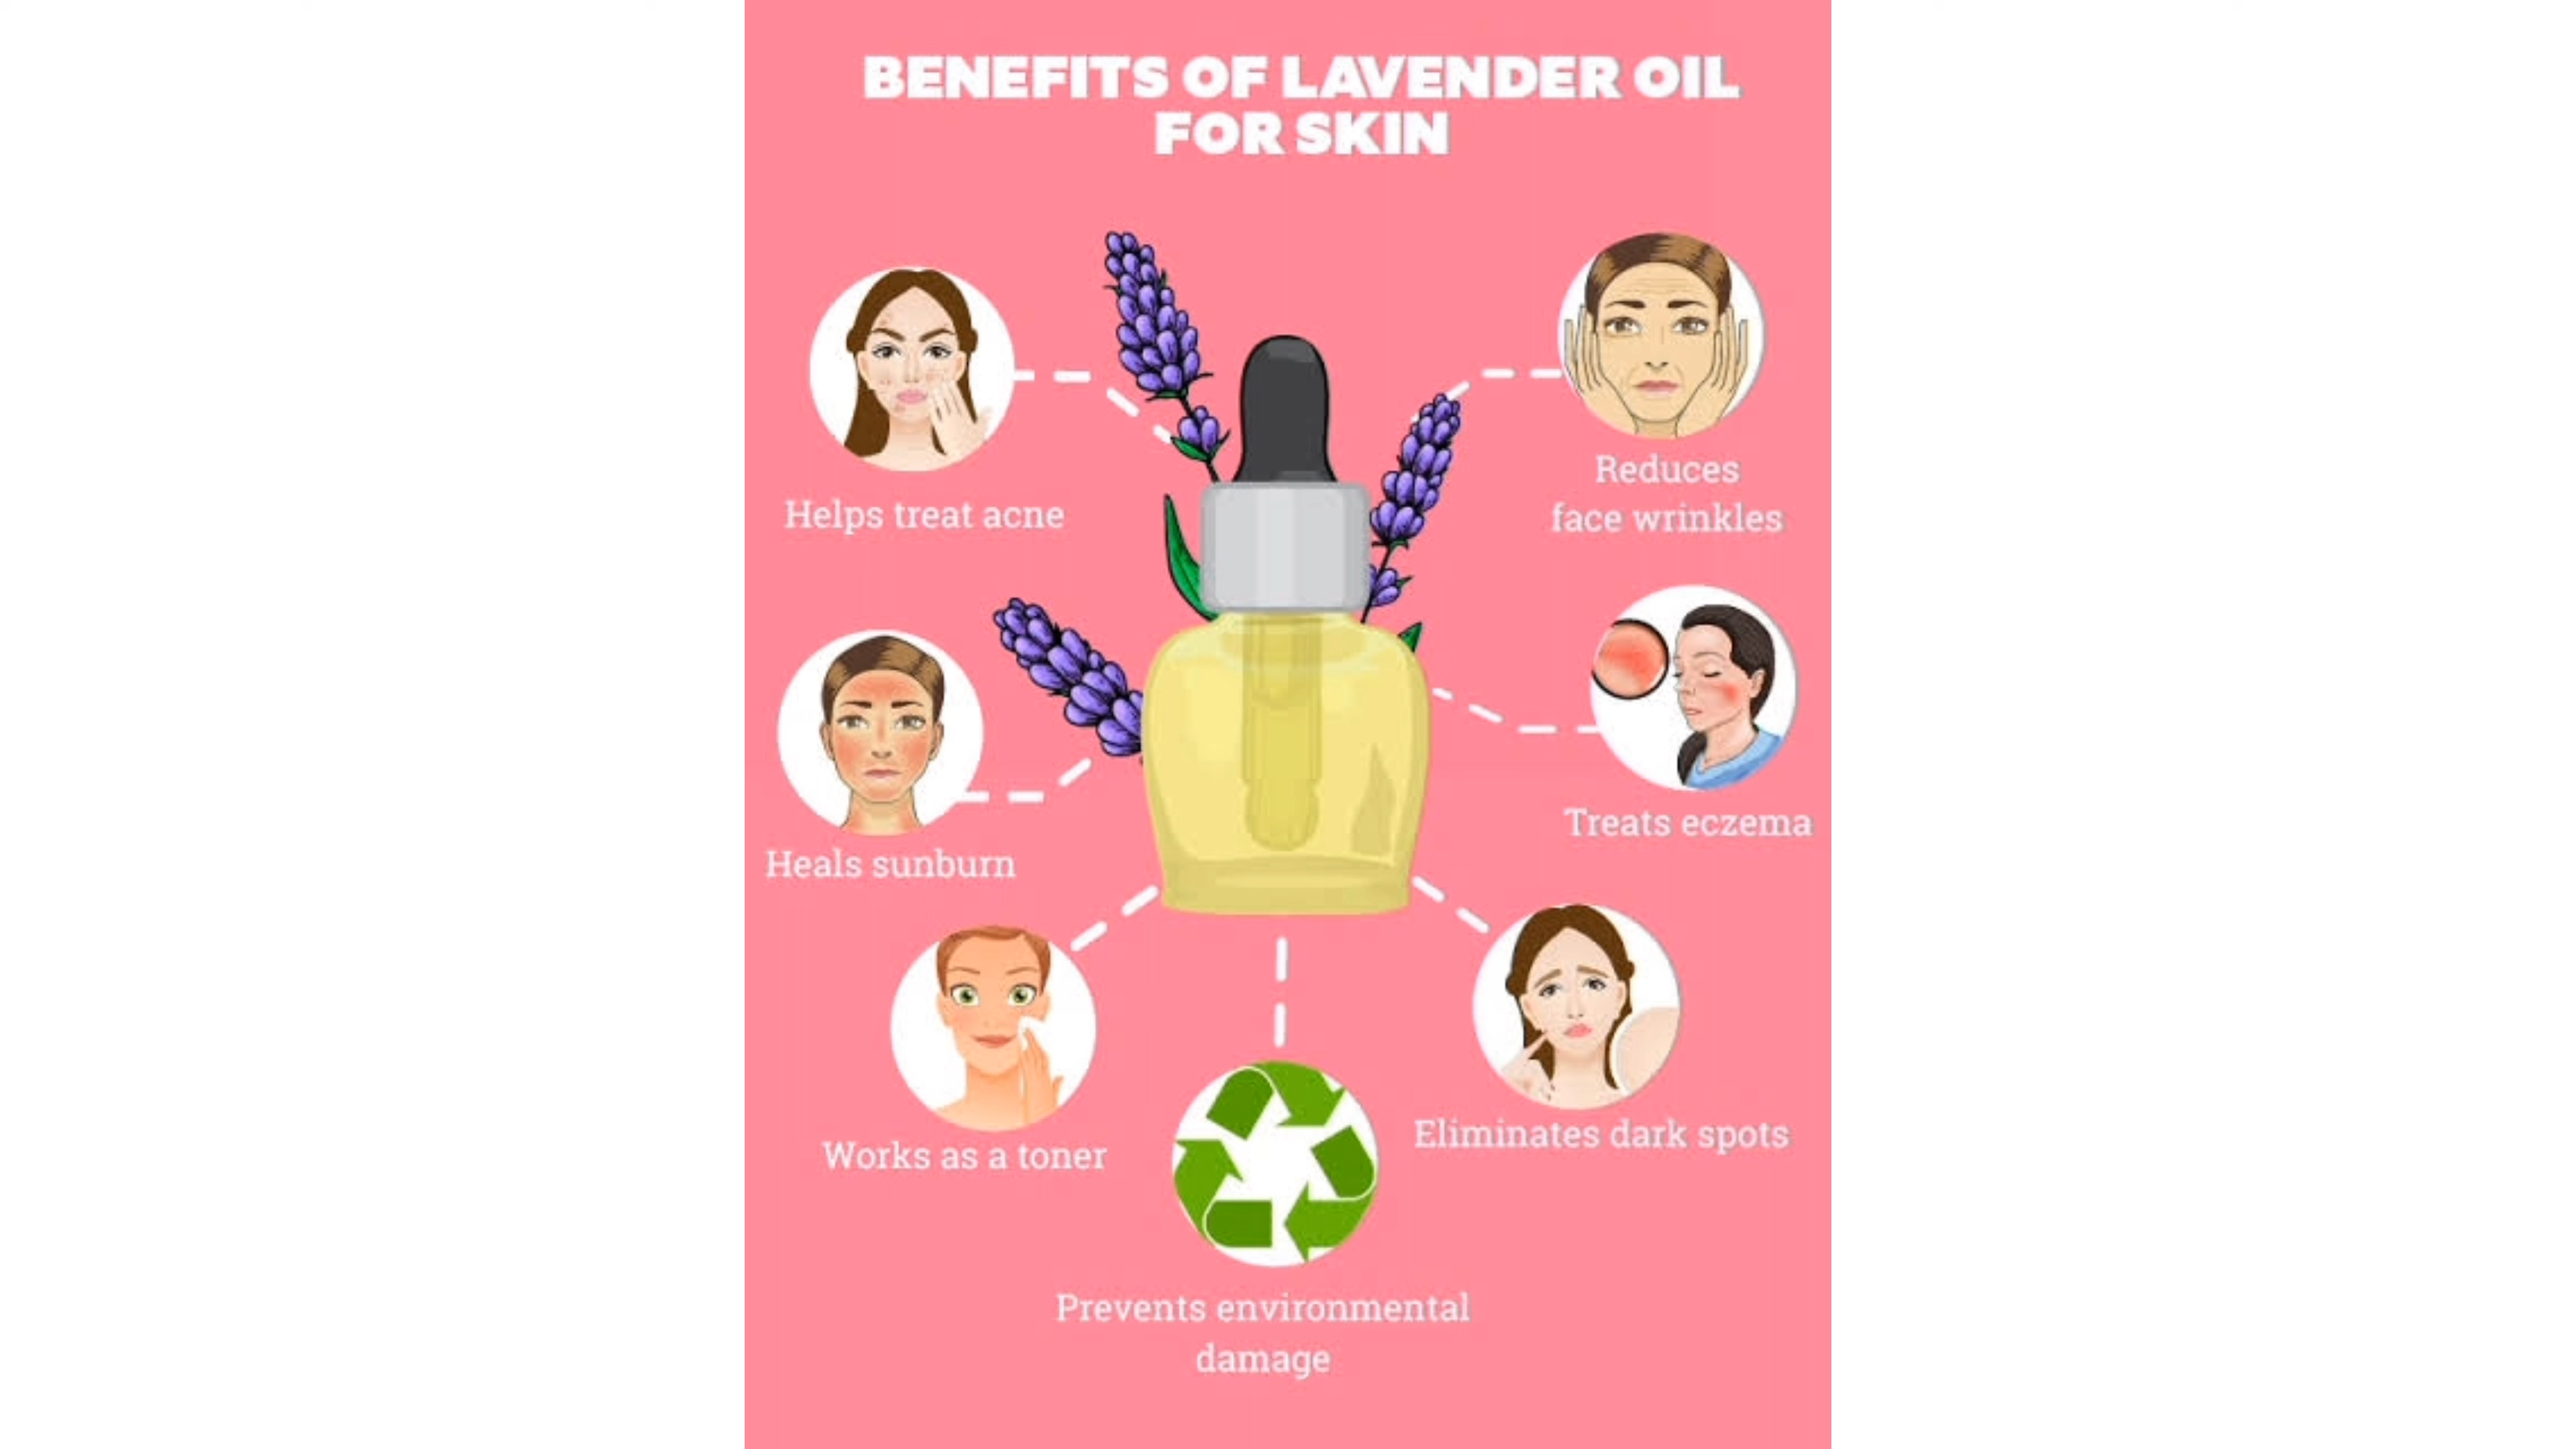 BENEFITS OF LAVENDER OIL
FOR SKIN
Helps treat acne
Reduces
face wrinkles
Heals sunburn
Treats eczema
Works as a toner
Eliminates dark spots
Prevents environmental
damage